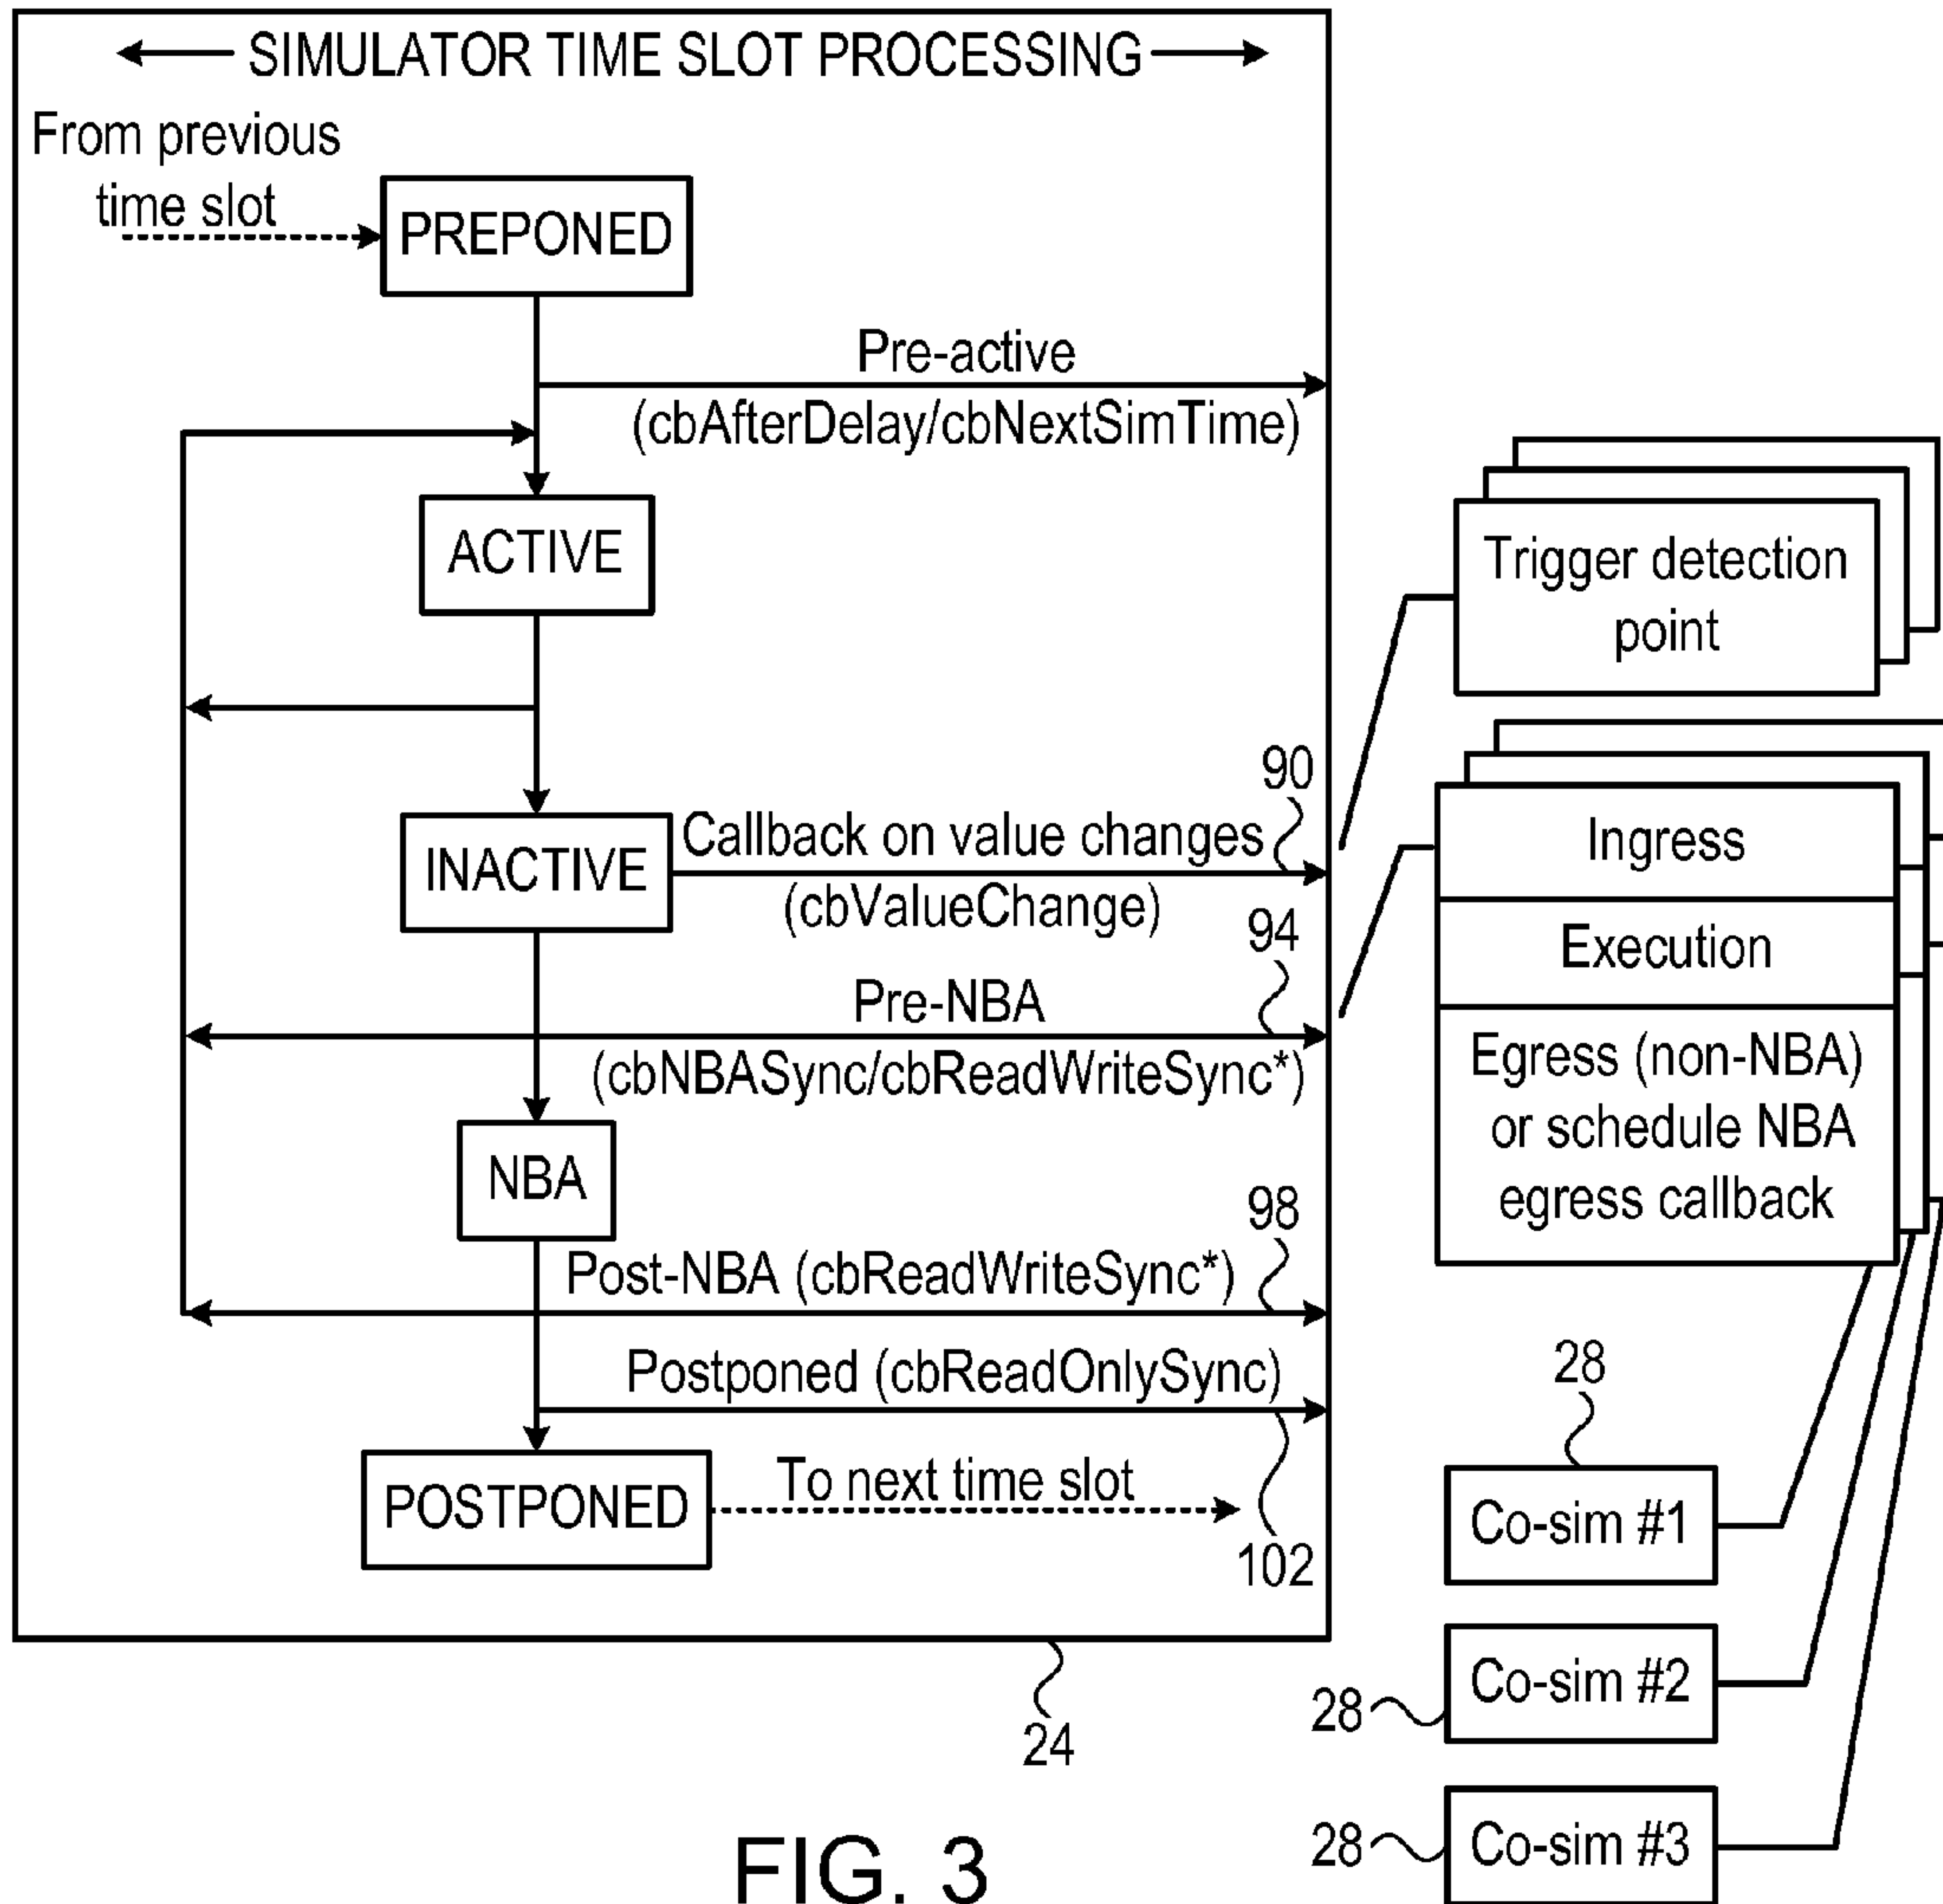 SIMULATOR TIME SLOT PROCESSING
From previous
time slot
PREPONED
Pre-active
(cbAfterDelay/cbNextSimTime)
ACTIVE
Trigger detection
point
90
INACTIVE
Callback on value changes
(cbValueChange)
94
Ingress
Execution
Pre-NBA
(cbNBASync/cbReadWriteSync*)
Egress (non-NBA)
or schedule NBA
egress callback
NBA
98
Post-NBA (cbReadWriteSync*)
Postponed (cbReadOnlySync)
POSTPONED
To next time slot
102
28
Co-sim #1
24
28
Co-sim #2
28
Co-sim #3
FIG. 3